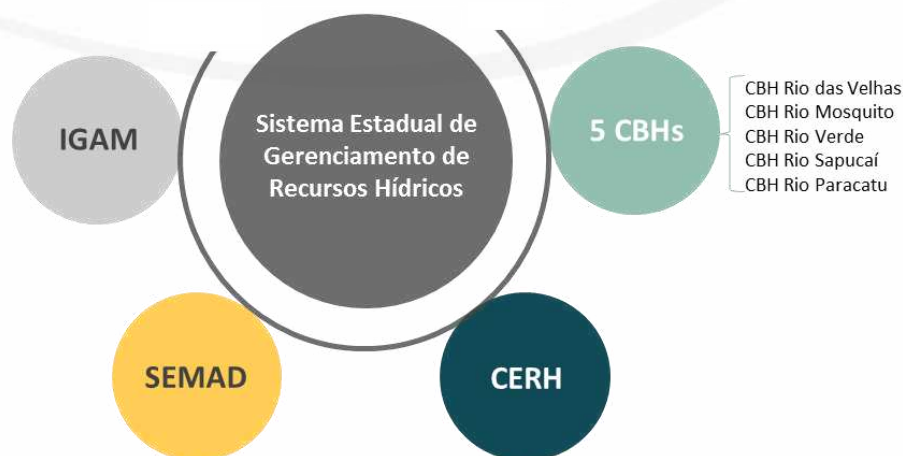 IGAM
Sistema Estadual de
Gerenciamento de
Recursos Hídricos
5 CBHs
CBH Rio das Velhas
CBH Rio Mosquito
CBH Rio Verde
CBH Rio Sapucaí
CBH Rio Paracatu
SEMAD
CERH